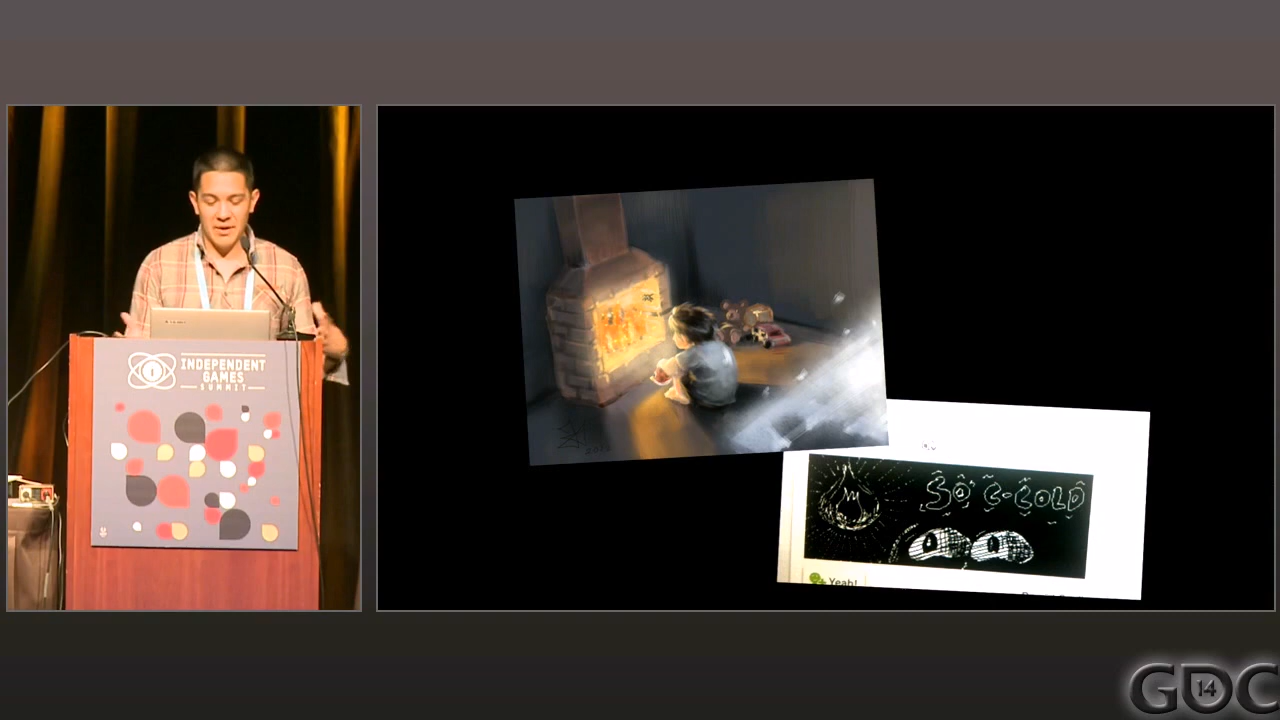 INDEPENDENT
GAMES
SUMMIT
SO C-COLD
Yeah!
GDC
14